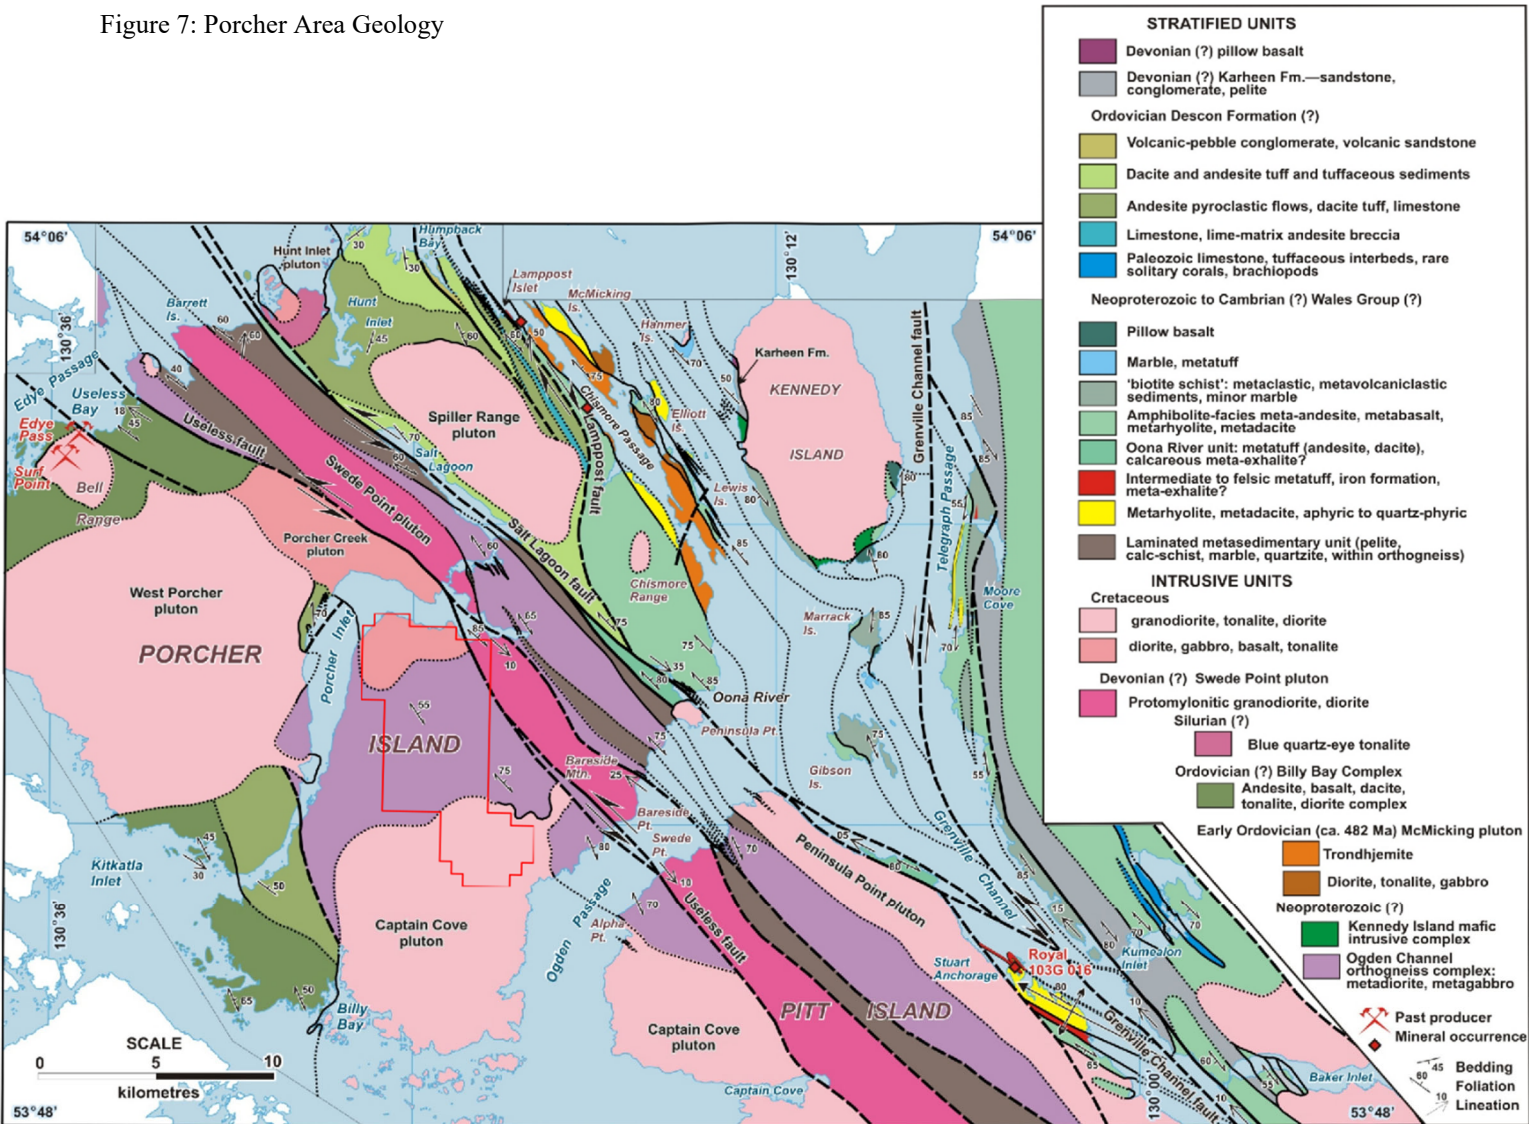 Figure 7: Porcher Area Geology
STRATIFIED UNITS
Devonian (?) pillow basalt
Devonian (?) Karheen Fm.—sandstone,
conglomerate, pelite
Ordovician Descon Formation (?)
Volcanic-pebble conglomerate, volcanic sandstone
Dacite and andesite tuff and tuffaceous sediments
Andesite pyroclastic flows, dacite tuff, limestone
Limestone, lime-matrix andesite breccia
Paleozoic limestone, tuffaceous interbeds, rare
solitary corals, brachiopods
Neoproterozoic to Cambrian (?) Wales Group (?)
Pillow basalt
Marble, metatuff
‘biotite schist’: metaclastic, metavolcaniclastic
sediments, minor marble
Amphibolite-facies meta-andesite, metabasalt,
metarhyolite, metadacite
Oona River unit: metatuff (andesite, dacite),
calcareous meta-exhalite?
Intermediate to felsic metatuff, iron formation,
meta-exhalite?
Metarhyolite, metadacite, aphyric to quartz-phyric
Laminated metasedimentary unit (pelite,
calc-schist, marble, quartzite, within orthogneiss)
INTRUSIVE UNITS
Cretaceous
granodiorite, tonalite, diorite
diorite, gabbro, basalt, tonalite
Devonian (?) Swede Point pluton
Protomylonitic granodiorite, diorite
Silurian (?)
Blue quartz-eye tonalite
Ordovician (?) Billy Bay Complex
Andesite, basalt, dacite,
tonalite, diorite complex
Early Ordovician (ca. 482 Ma) McMicking pluton
Trondhjemite
Diorite, tonalite, gabbro
Neoproterozoic (?)
Kennedy Island mafic
intrusive complex
Ogden Channel
orthogneiss complex:
metadiorite, metagabbro
Past producer
Mineral occurrence
45
Bedding
60
Foliation
10
Lineation
54°06'
54°06'
130°12'
130°36'
Humpback
Bay
Hunt Inlet
pluton
Lamppost
Islet
McMicking
Is.
Barrett
Is.
Hunt
Inlet
Hanmer
Is.
Karheen Fm.
KENNEDY
ISLAND
Grenville Channel fault
Edye Passage
Useless
Bay
Edye
Pass
Surf
Point
Bell
Range
Useless fault
Spiller Range
pluton
Salt
Lagoon
Chismore Passage
Elliott
Is.
Lamppost fault
Lewis
Is.
Telegraph Passage
Swede Point pluton
Salt Lagoon fault
Porcher Creek
pluton
West Porcher
pluton
PORCHER
Porcher Inlet
ISLAND
Chismore
Range
Marrack
Is.
Moore
Cove
Oona River
Peninsula Pt.
Gibson
Is.
Bareside
Mtn.
Bareside
Pt.
Swede
Pt.
Kitkatla
Inlet
130°36'
Captain Cove
pluton
Ogden Passage
Alpha
Pt.
Useless fault
Peninsula Point pluton
Grenville Channel
Stuart
Anchorage
Royal
103G 016
Kumealon
Inlet
PITT ISLAND
Billy
Bay
Captain Cove
pluton
Captain Cove
Grenville Channel fault
130°00'
Baker Inlet
SCALE
0 5 10
kilometres
53°48'
53°48'